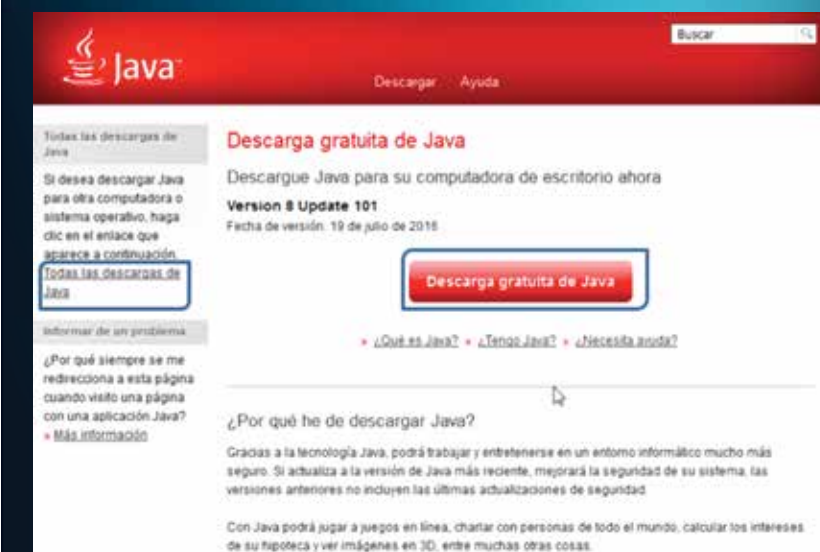 Java
Buscar
Descargar Ayuda
Todas las descargas de
Java
Si desea descargar Java
para otra computadora o
sistema operativo, haga
clic en el enlace que
aparece a continuación.
Todas las descargas de
Java
Informar de un problema
¿Por qué siempre se me
redirecciona a esta página
cuando visito una página
con una aplicación Java?
» Más información
Descarga gratuita de Java
Descargue Java para su computadora de escritorio ahora
Version 8 Update 101
Fecha de versión: 19 de julio de 2016
Descarga gratuita de Java
» ¿Qué es Java? » ¿Tengo Java? » ¿Necesita ayuda?
¿Por qué he de descargar Java?
Gracias a la tecnología Java, podrá trabajar y entretenerse en un entorno informático mucho más
seguro. Si actualiza a la versión de Java más reciente, mejorará la seguridad de su sistema, las
versiones anteriores no incluyen las últimas actualizaciones de seguridad.
Con Java podrá jugar a juegos en línea, charlar con personas de todo el mundo, calcular los intereses
de su hipoteca y ver imágenes en 3D, entre muchas otras cosas.